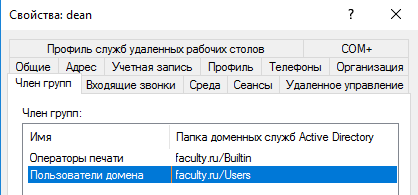 Свойства: dean
Профиль служб удаленных рабочих столов COM+
Общие Адрес Учетная запись Профиль Телефоны Организация
Член групп Входящие звонки Среда Сеансы Удаленное управление
Член групп:
Имя Папка доменных служб Active Directory
Операторы печати faculty.ru/Builtin
Пользователи домена faculty.ru/Users